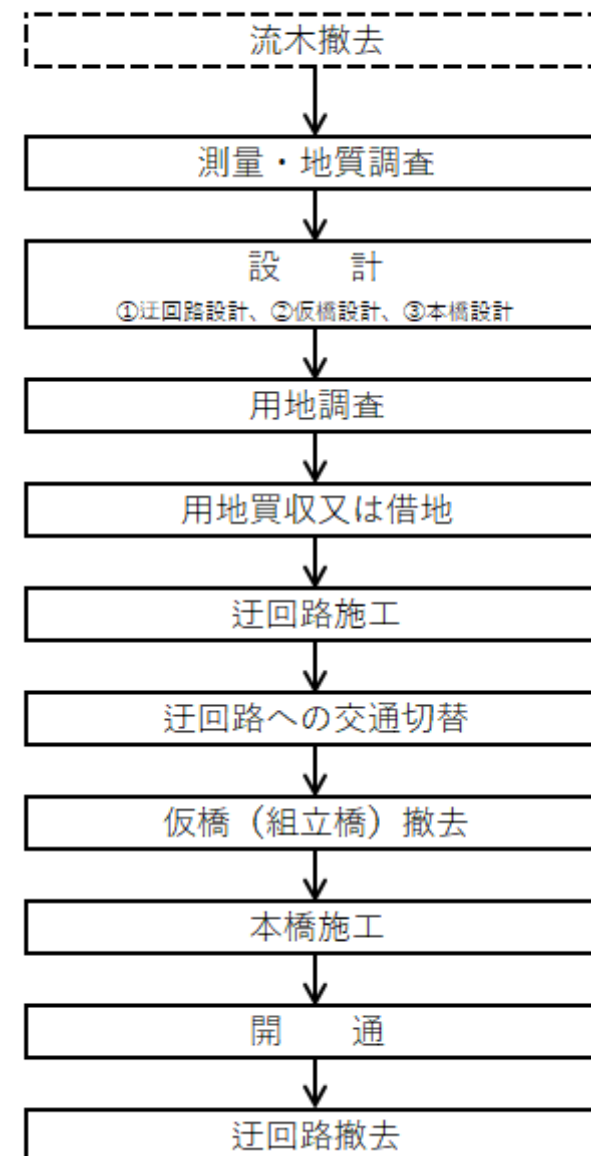 流木撤去
測量・地質調査
設　　計
①迂回路設計、②仮橋設計、③本橋設計
用地調査
用地買収又は借地
迂回路施工
迂回路への交通切替
仮橋（組立橋）撤去
本橋施工
開　　通
迂回路撤去